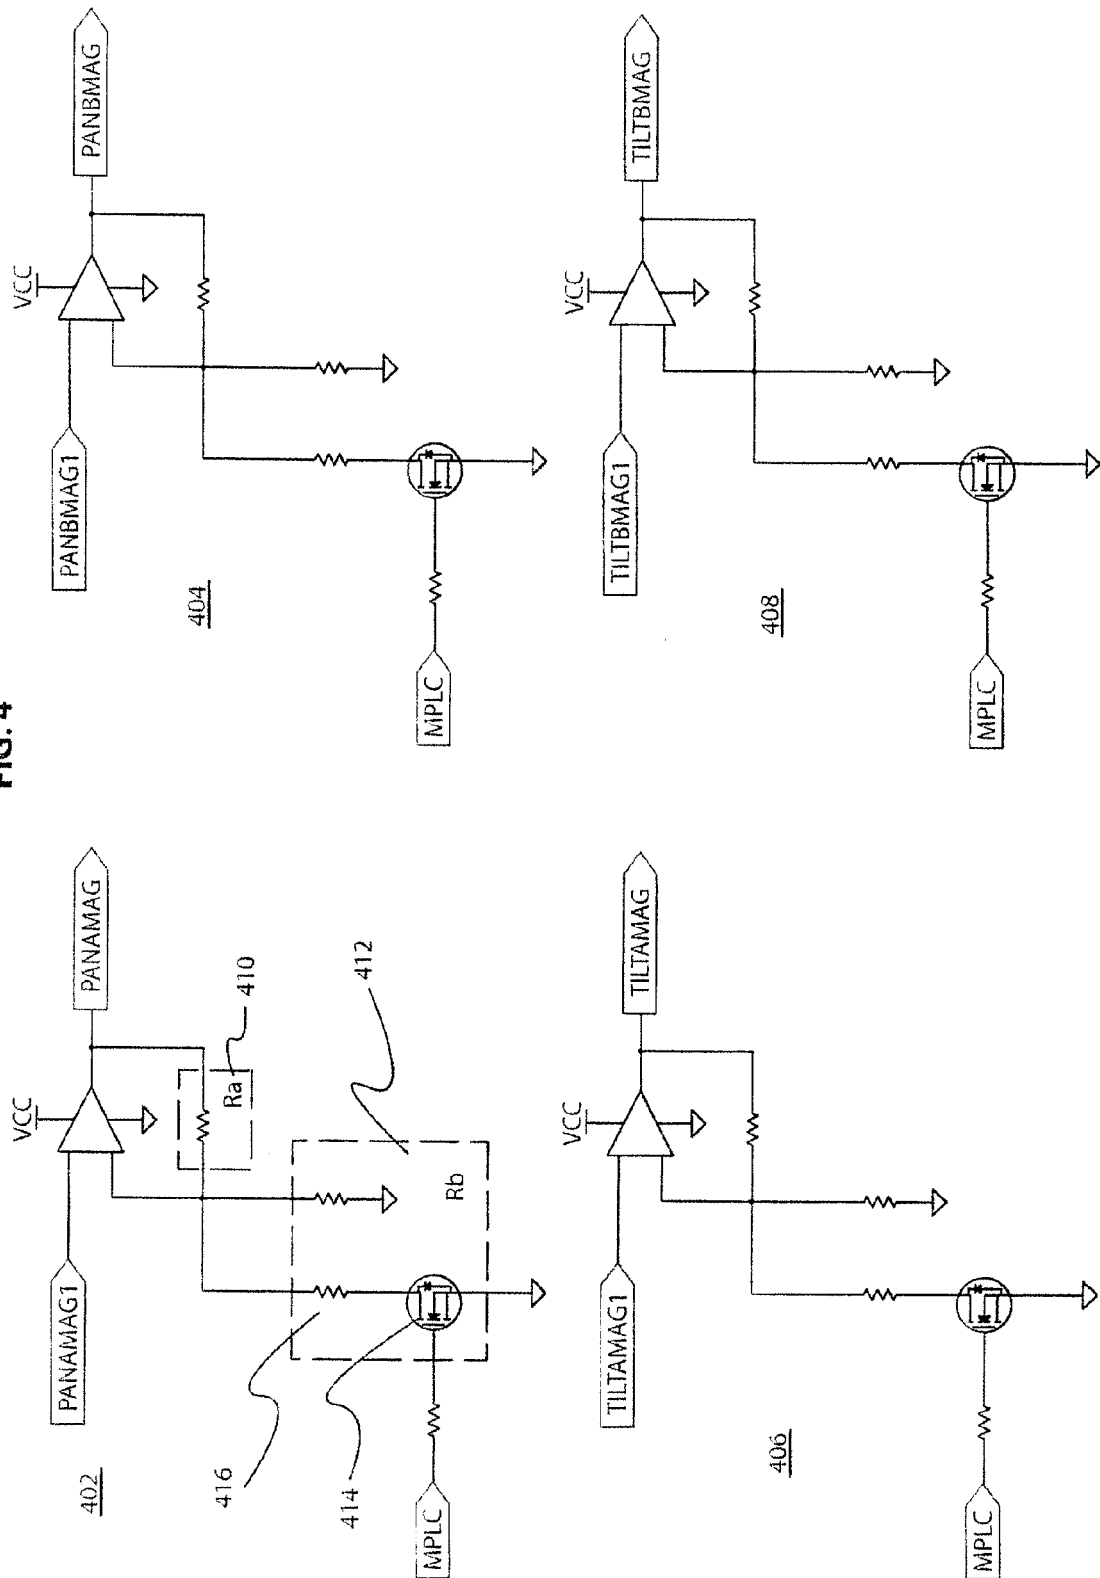 FIG. 4
402
PANAMAG1
VCC
PANAMAG
Ra
410
412
Rb
416
414
MPLC
404
PANBMAG1
VCC
PANBMAG
MPLC
406
TILTAMAG1
VCC
TILTAMAG
MPLC
408
TILTBMAG1
VCC
TILTBMAG
MPLC